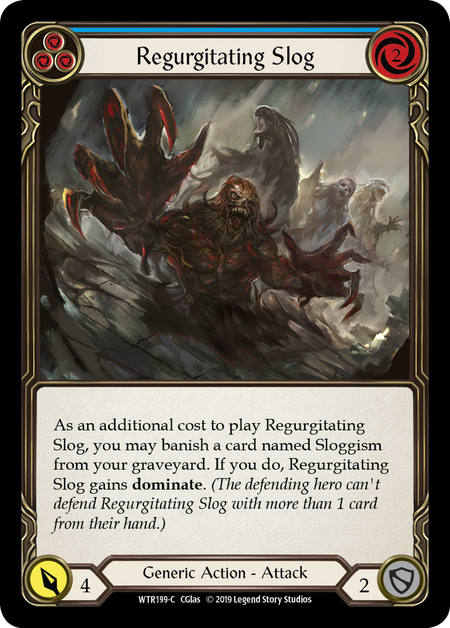 Regurgitating Slog
2
As an additional cost to play Regurgitating
Slog, you may banish a card named Sloggism
from your graveyard. If you do, Regurgitating
Slog gains dominate. (The defending hero can't
defend Regurgitating Slog with more than 1 card
from their hand.)
4
Generic Action - Attack
2
WTR199-C CGlas © 2019 Legend Story Studios